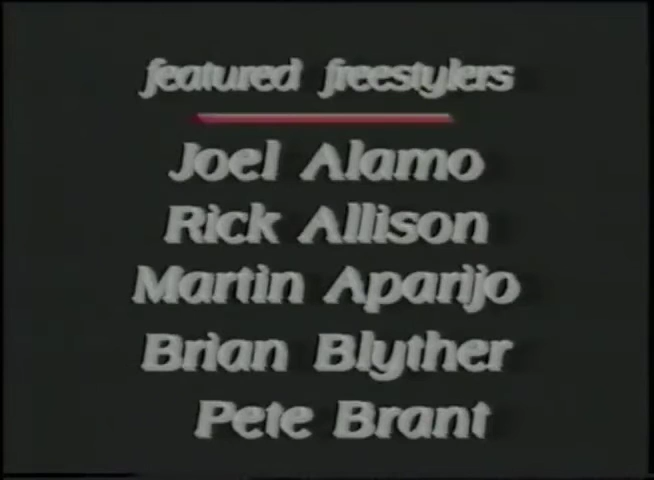 featured freestylers
Joel Alamo
Rick Allison
Martin Aparijo
Brian Blyther
Pete Brant